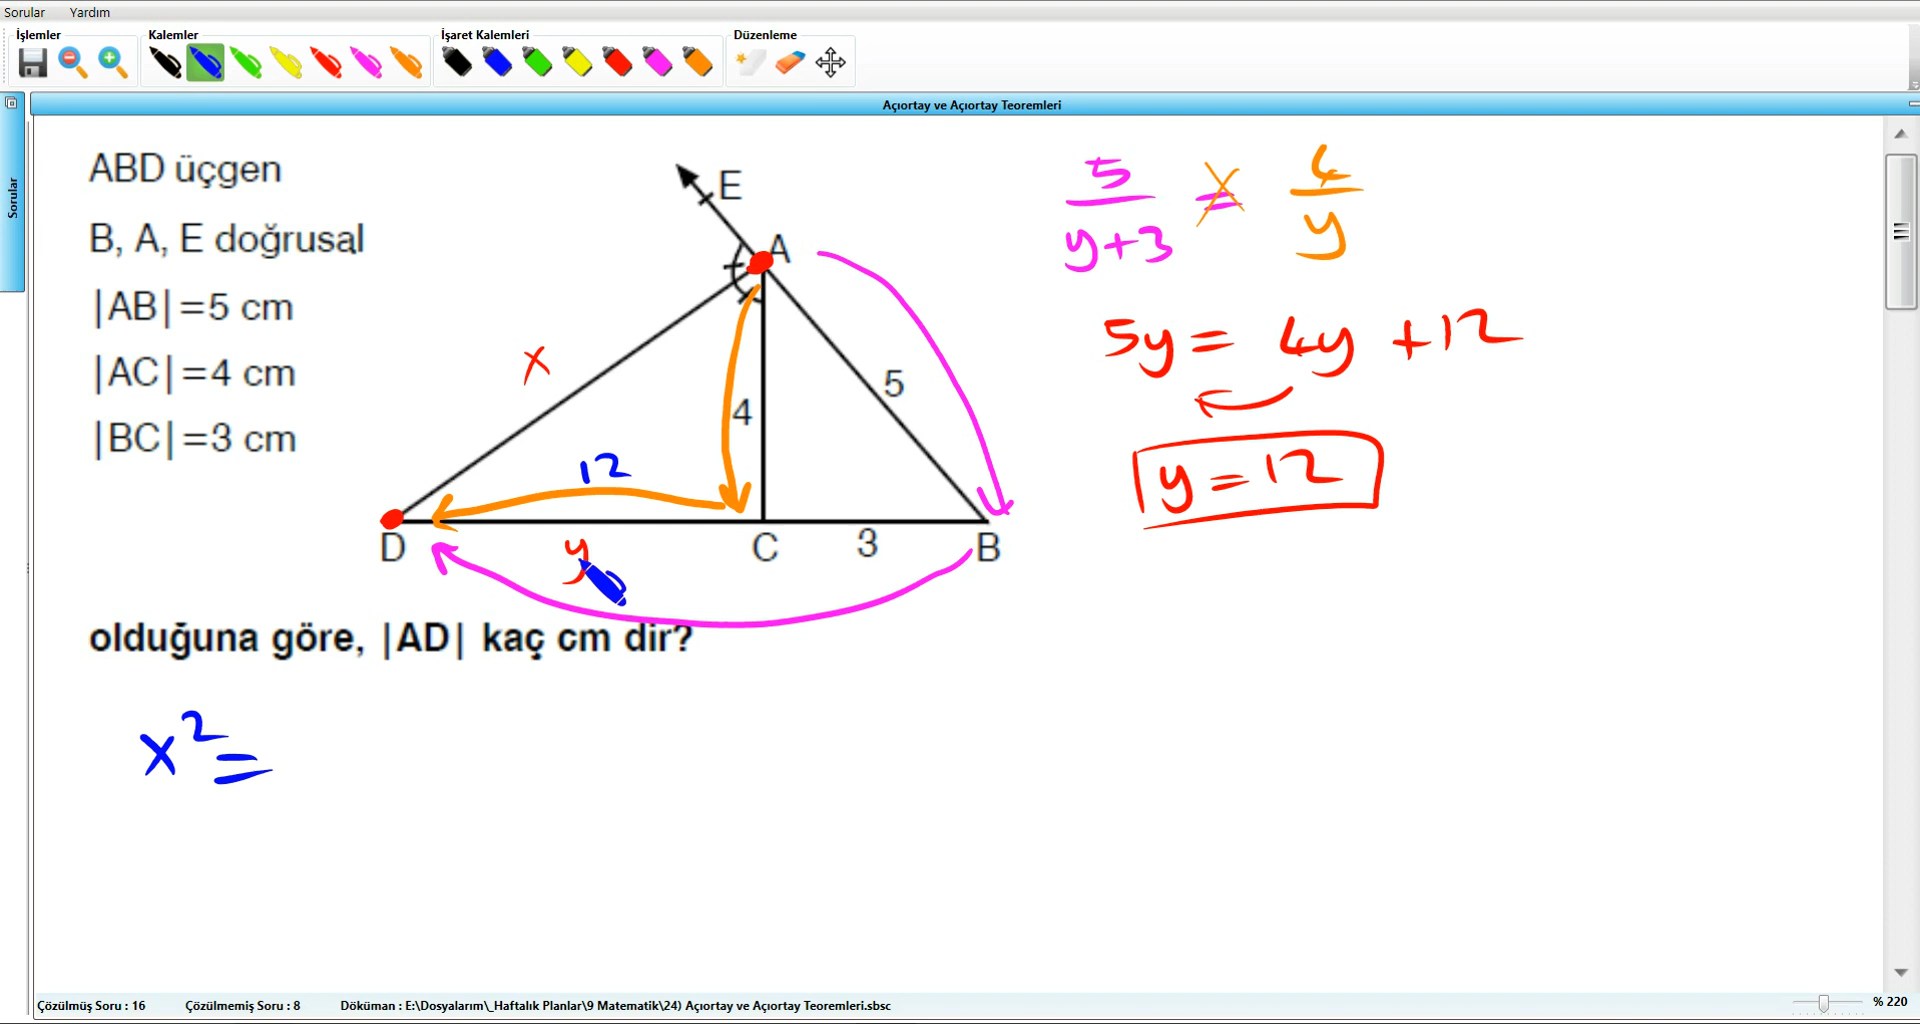 Sorular Yardım
İşlemler Kalemler İşaret Kalemleri Düzenleme
Açıortay ve Açıortay Teoremleri
Sorular
ABD üçgen
B, A, E doğrusal
|AB|=5 cm
|AC|=4 cm
|BC|=3 cm
E
A
x
4
5
12
D
C
3
B
y
olduğuna göre, |AD| kaç cm dir?
x²=
5/(y+3) = 4/y
5y = 4y + 12
y = 12
Çözülmüş Soru : 16 Çözülmemiş Soru : 8 Döküman : E:\Dosyalarım\_Haftalık Planlar\9 Matematik\24) Açıortay ve Açıortay Teoremleri.sbsc % 220